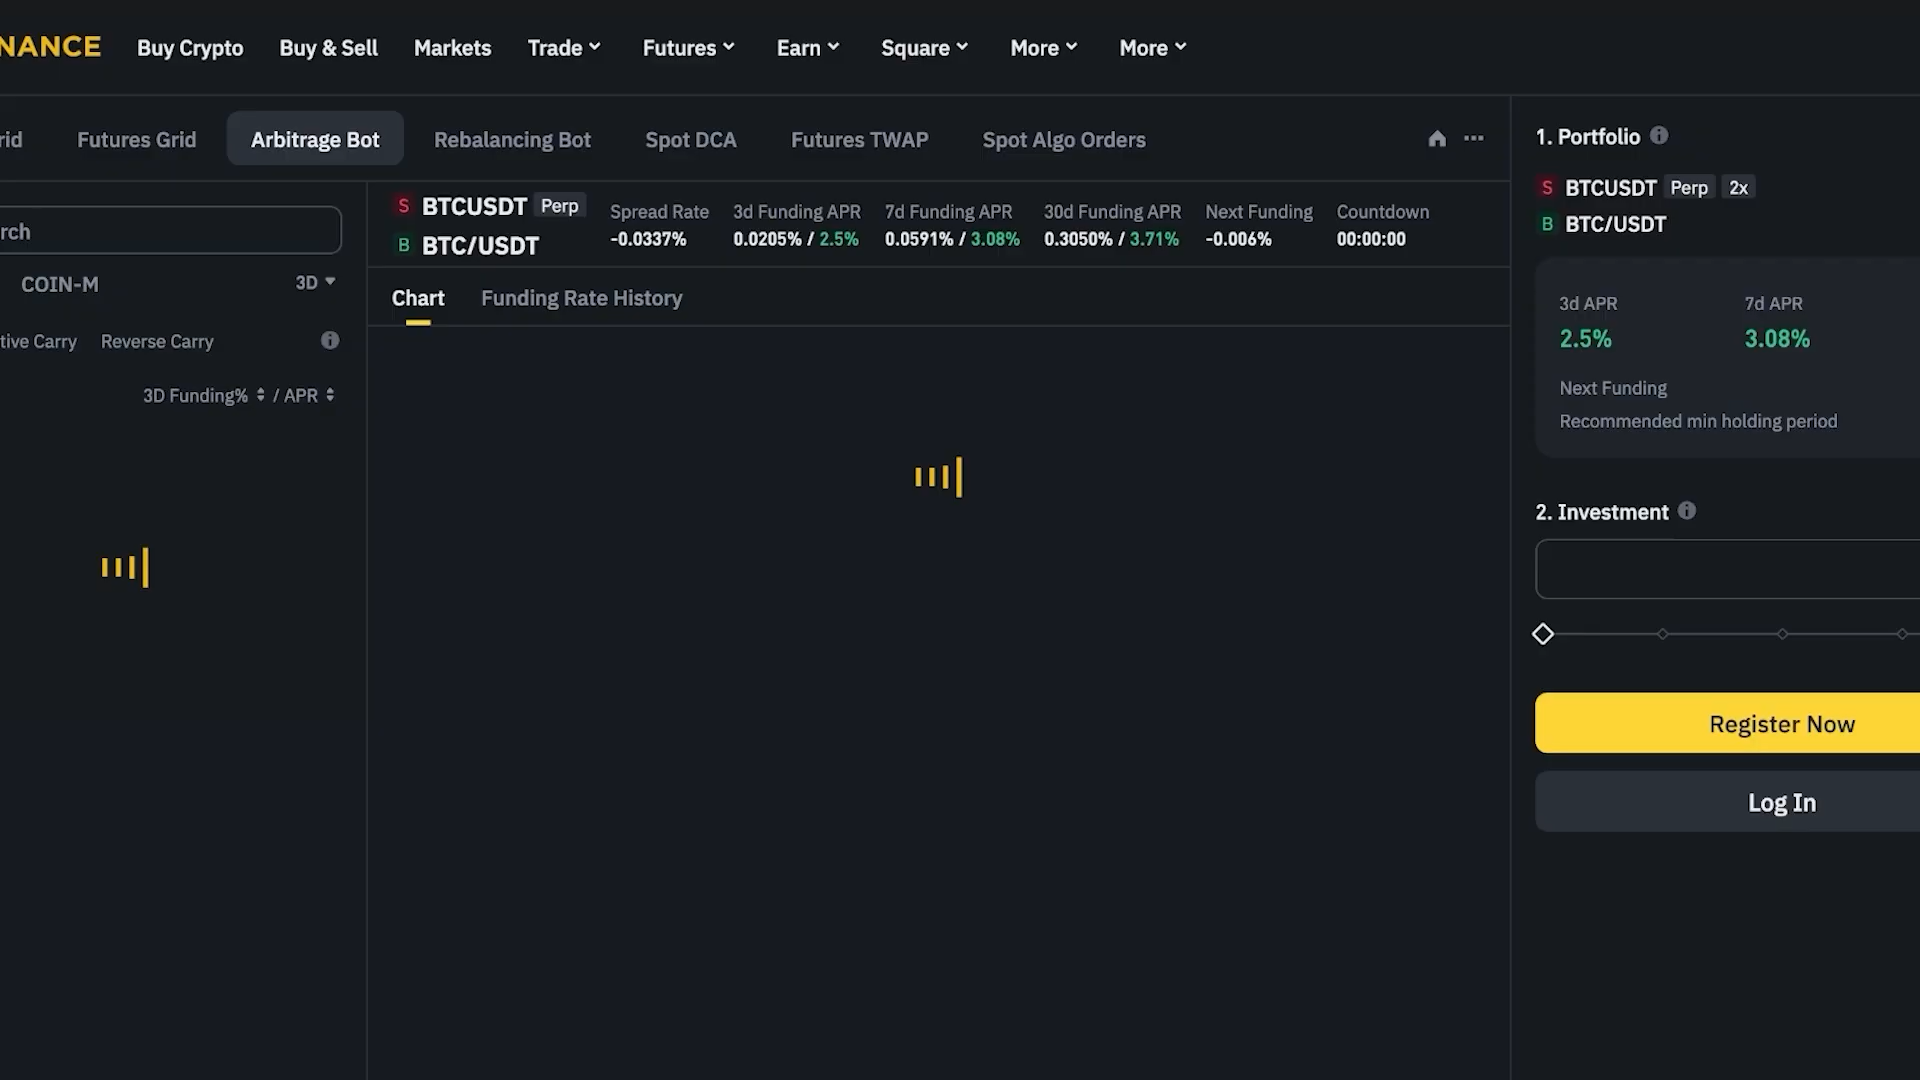 NANCE Buy Crypto Buy & Sell Markets Trade Futures Earn Square More More
rid Futures Grid Arbitrage Bot Rebalancing Bot Spot DCA Futures TWAP Spot Algo Orders
rch
COIN-M 3D
tive Carry Reverse Carry
3D Funding% / APR
S BTCUSDT Perp
B BTC/USDT
Spread Rate 3d Funding APR 7d Funding APR 30d Funding APR Next Funding Countdown
-0.0337% 0.0205% / 2.5% 0.0591% / 3.08% 0.3050% / 3.71% -0.006% 00:00:00
Chart Funding Rate History
1. Portfolio
S BTCUSDT Perp 2x
B BTC/USDT
3d APR 7d APR
2.5% 3.08%
Next Funding
Recommended min holding period
2. Investment
Register Now
Log In